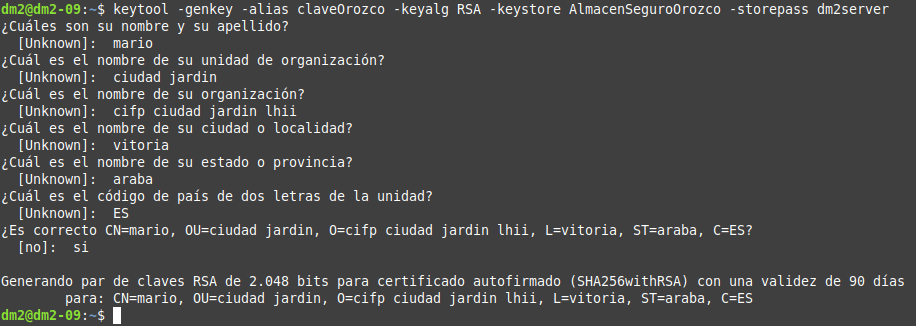 dm2@dm2-09:~$ keytool -genkey -alias claveOrozco -keyalg RSA -keystore AlmacenSeguroOrozco -storepass dm2server
¿Cuáles son su nombre y su apellido?
  [Unknown]:  mario
¿Cuál es el nombre de su unidad de organización?
  [Unknown]:  ciudad jardin
¿Cuál es el nombre de su organización?
  [Unknown]:  cifp ciudad jardin lhii
¿Cuál es el nombre de su ciudad o localidad?
  [Unknown]:  vitoria
¿Cuál es el nombre de su estado o provincia?
  [Unknown]:  araba
¿Cuál es el código de país de dos letras de la unidad?
  [Unknown]:  ES
¿Es correcto CN=mario, OU=ciudad jardin, O=cifp ciudad jardin lhii, L=vitoria, ST=araba, C=ES?
  [no]:  si

Generando par de claves RSA de 2.048 bits para certificado autofirmado (SHA256withRSA) con una validez de 90 días
        para: CN=mario, OU=ciudad jardin, O=cifp ciudad jardin lhii, L=vitoria, ST=araba, C=ES
dm2@dm2-09:~$